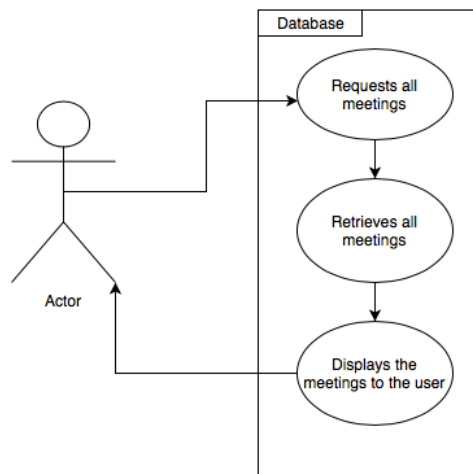 Database
Requests all
meetings
Retrieves all
meetings
Actor
Displays the
meetings to the user